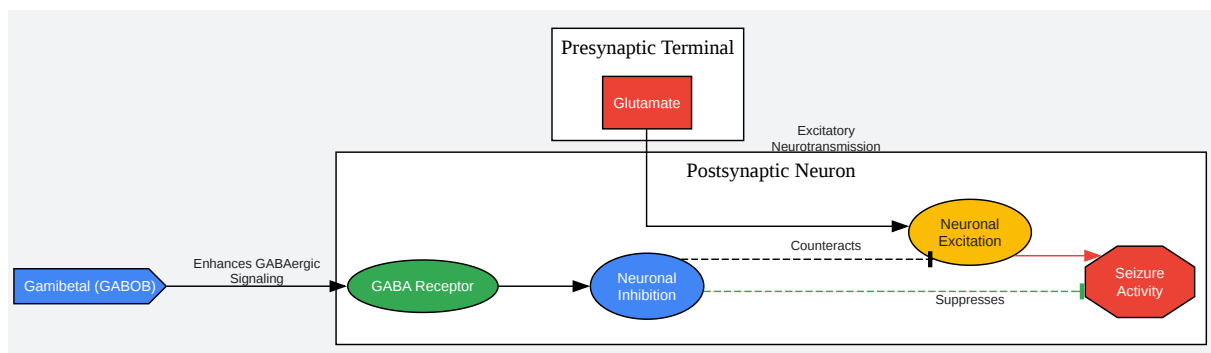 Presynaptic Terminal
Glutamate
Excitatory
Neurotransmission
Postsynaptic Neuron
Neuronal
Excitation
Counteracts
Enhances GABAergic
Signaling
Gamibetal (GABOB)
GABA Receptor
Neuronal
Inhibition
Suppresses
Seizure
Activity